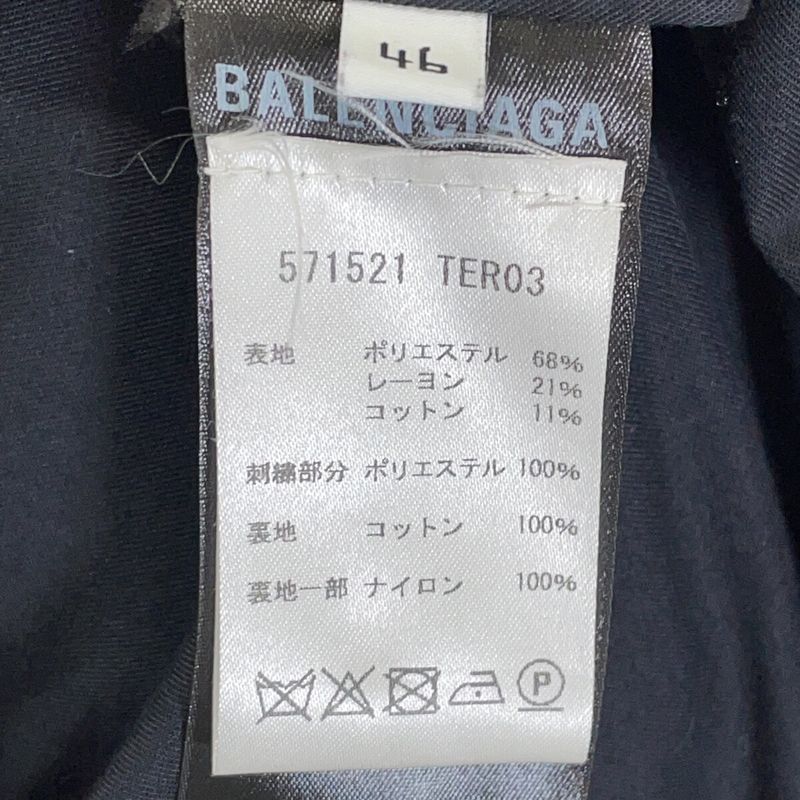 46
BALENCIAGA
571521 TER03
表地 ポリエステル 68%
レーヨン 21%
コットン 11%
刺繍部分 ポリエステル 100%
裏地 コットン 100%
裏地一部 ナイロン 100%
P